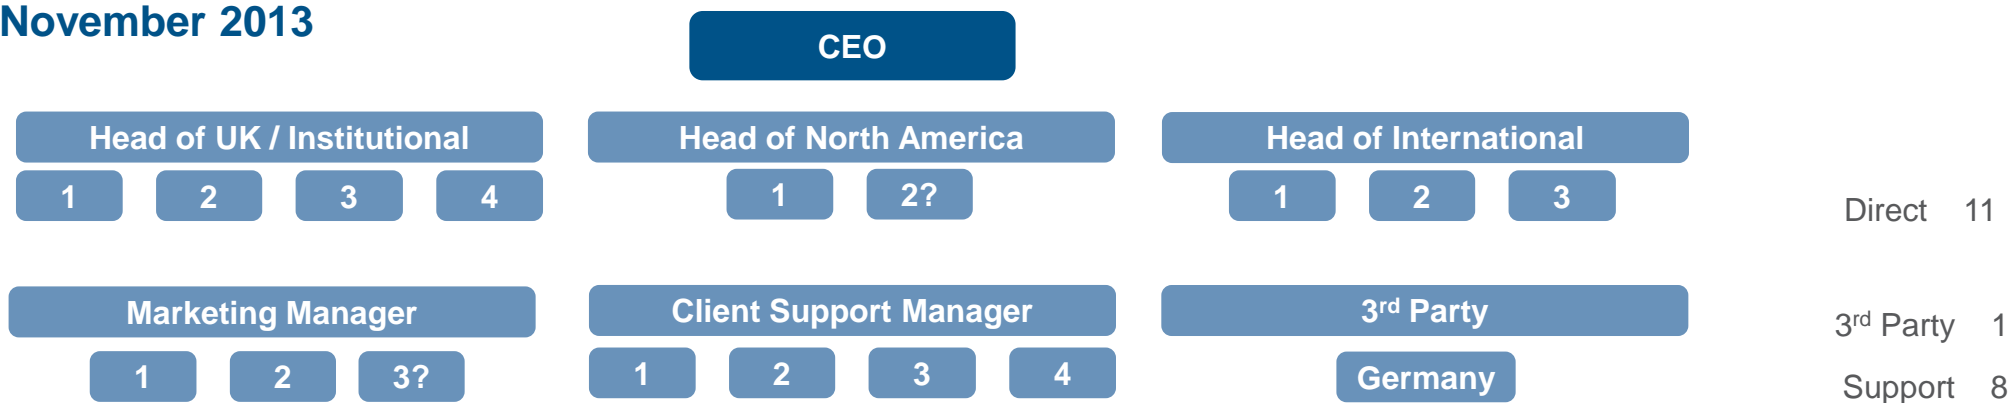 November 2013
CEO
Head of UK / Institutional
Head of North America
Head of International
1 2 3 4
1 2?
1 2 3
Direct 11
Marketing Manager
Client Support Manager
3rd Party
3rd Party 1
1 2 3?
1 2 3 4
Germany
Support 8